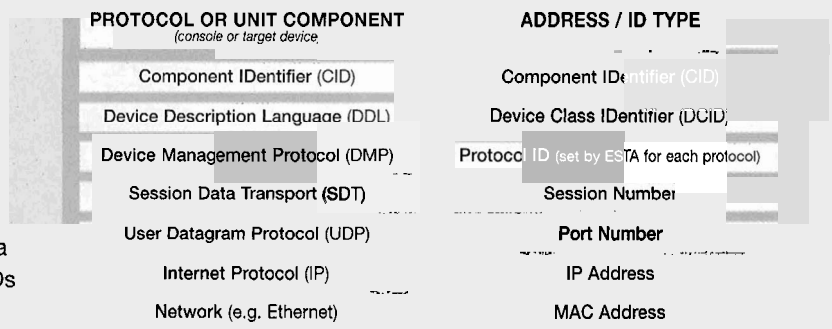 PROTOCOL OR UNIT COMPONENT ADDRESS / ID TYPE
(console or target device
Component IDentifier (CID) Component IDentifier (CID)
Device Description Language (DDL) Device Class IDentifier (DCID)
Device Management Protocol (DMP) Protocol ID (set by ESTA for each protocol)
Session Data Transport (SDT) Session Number
User Datagram Protocol (UDP) Port Number
Internet Protocol (IP) IP Address
Network (e.g. Ethernet) MAC Address